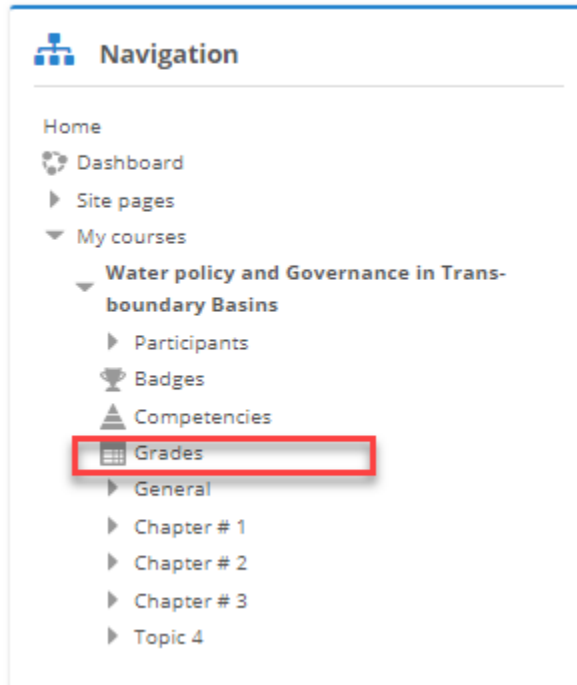 Navigation
Home
Dashboard
Site pages
My courses
Water policy and Governance in Trans-
boundary Basins
Participants
Badges
Competencies
Grades
General
Chapter # 1
Chapter # 2
Chapter # 3
Topic 4